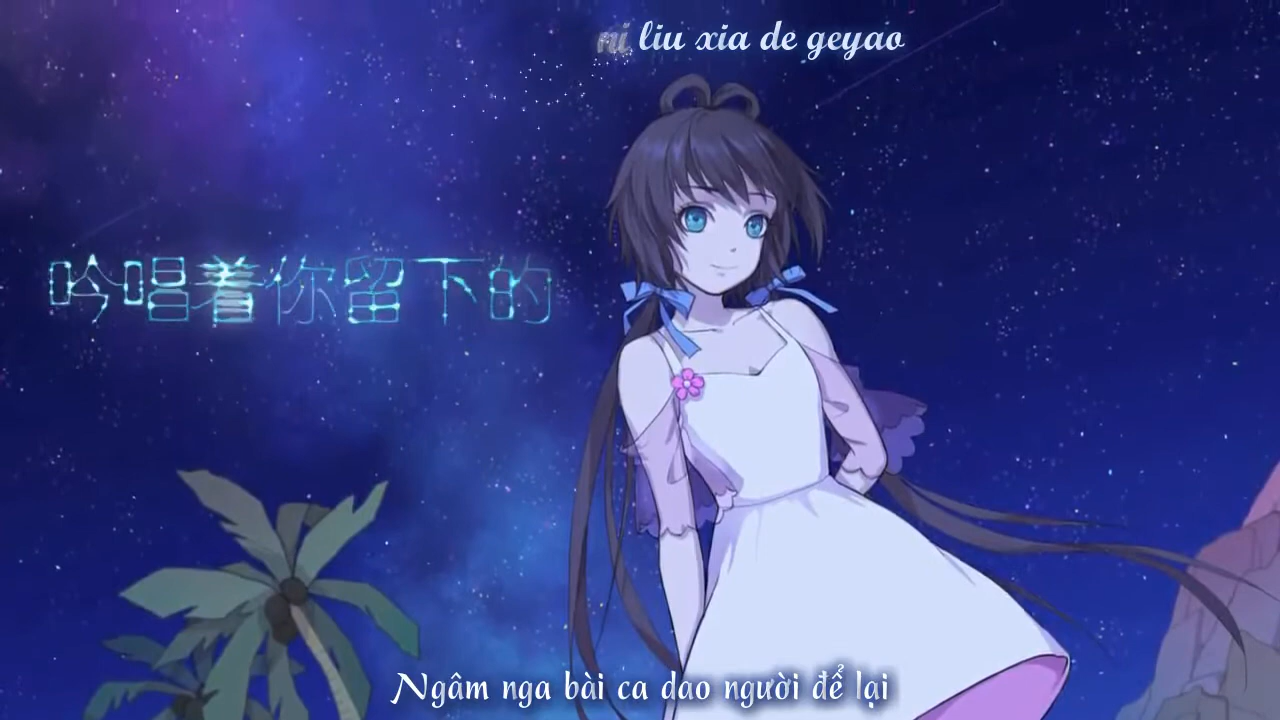 ni liu xia de geyao
吟唱着你留下的
Ngâm nga bài ca dao người để lại